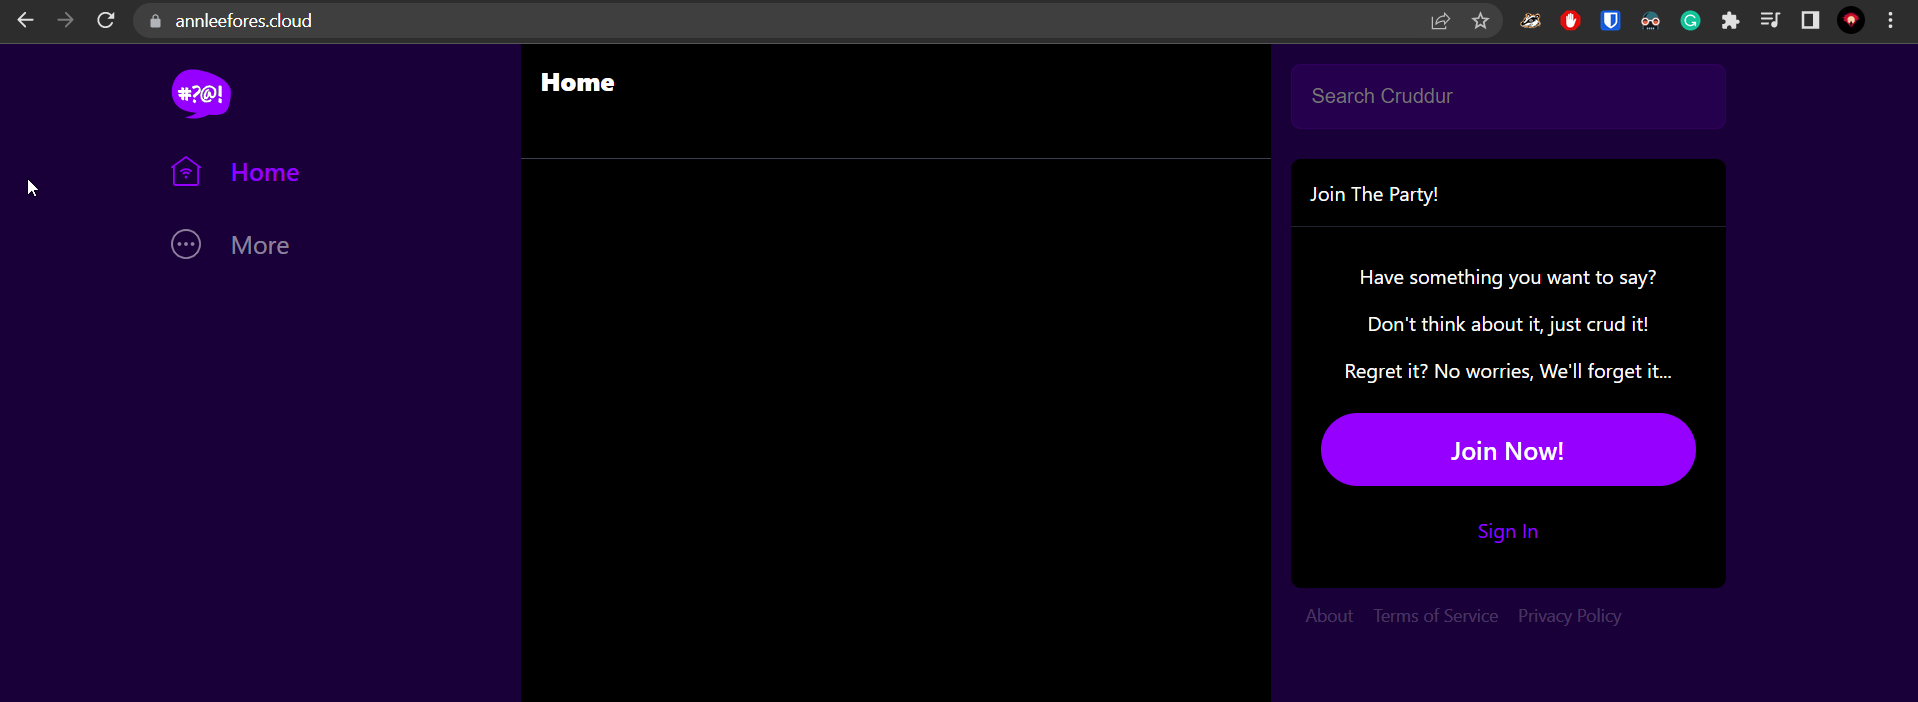 annleefores.cloud
#?@!
Home
More
Home
Search Cruddur
Join The Party!
Have something you want to say?
Don't think about it, just crud it!
Regret it? No worries, We'll forget it...
Join Now!
Sign In
About Terms of Service Privacy Policy